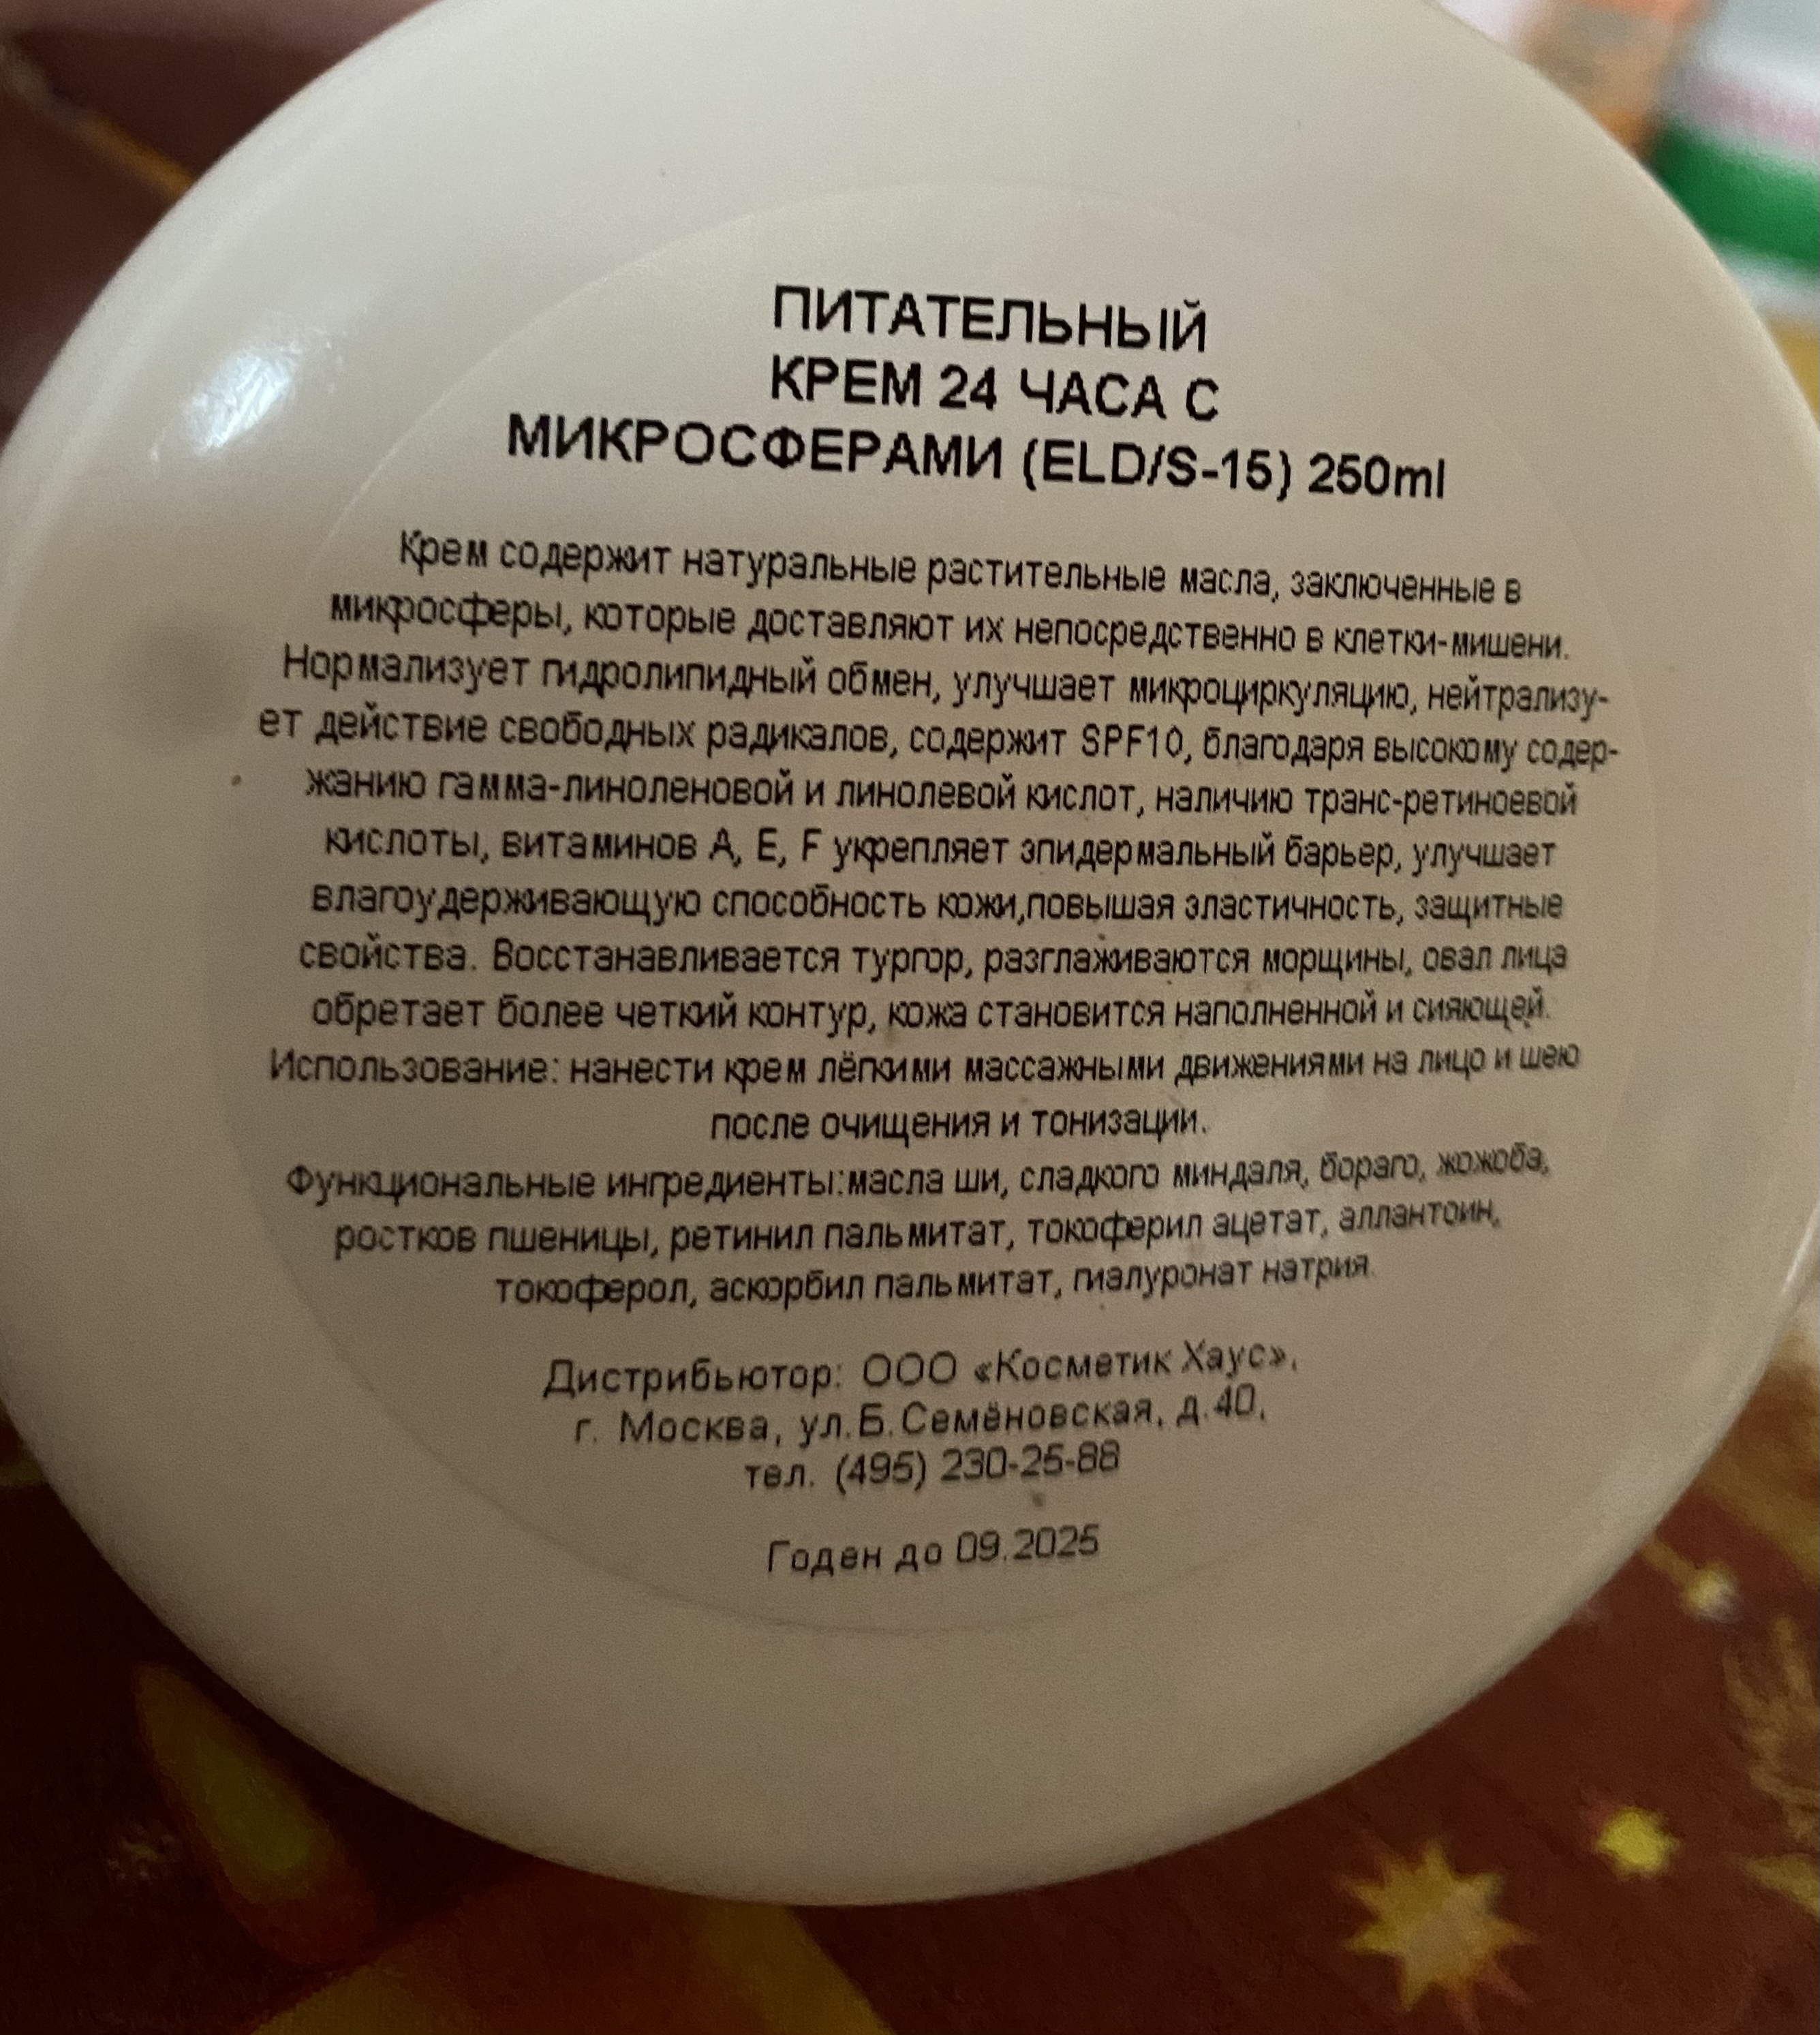 ПИТАТЕЛЬНЫЙ
КРЕМ 24 ЧАСА С
МИКРОСФЕРАМИ (ELD/S-15) 250ml
Крем содержит натуральные растительные масла, заключенные в
микросферы, которые доставляют их непосредственно в клетки-мишени.
Нормализует гидролипидный обмен, улучшает микроциркуляцию, нейтрализу-
ет действие свободных радикалов, содержит SPF10, благодаря высокому содер-
жанию гамма-линоленовой и линолевой кислот, наличию транс-ретиноевой
кислоты, витаминов А, Е, F укрепляет эпидермальный барьер, улучшает
влагоудерживающую способность кожи,повышая эластичность, защитные
свойства. Восстанавливается тургор, разглаживаются морщины, овал лица
обретает более четкий контур, кожа становится наполненной и сияющей.
Использование: нанести крем лёгкими массажными движениями на лицо и шею
после очищения и тонизации.
Функциональные ингредиенты:масла ши, сладкого миндаля, бораго, жожоба,
ростков пшеницы, ретинил пальмитат, токоферил ацетат, аллантоин,
токоферол, аскорбил пальмитат, гиалуронат натрия.
Дистрибьютор: ООО «Косметик Хаус»,
г. Москва, ул.Б.Семёновская, д.40,
тел. (495) 230-25-88
Годен до 09.2025